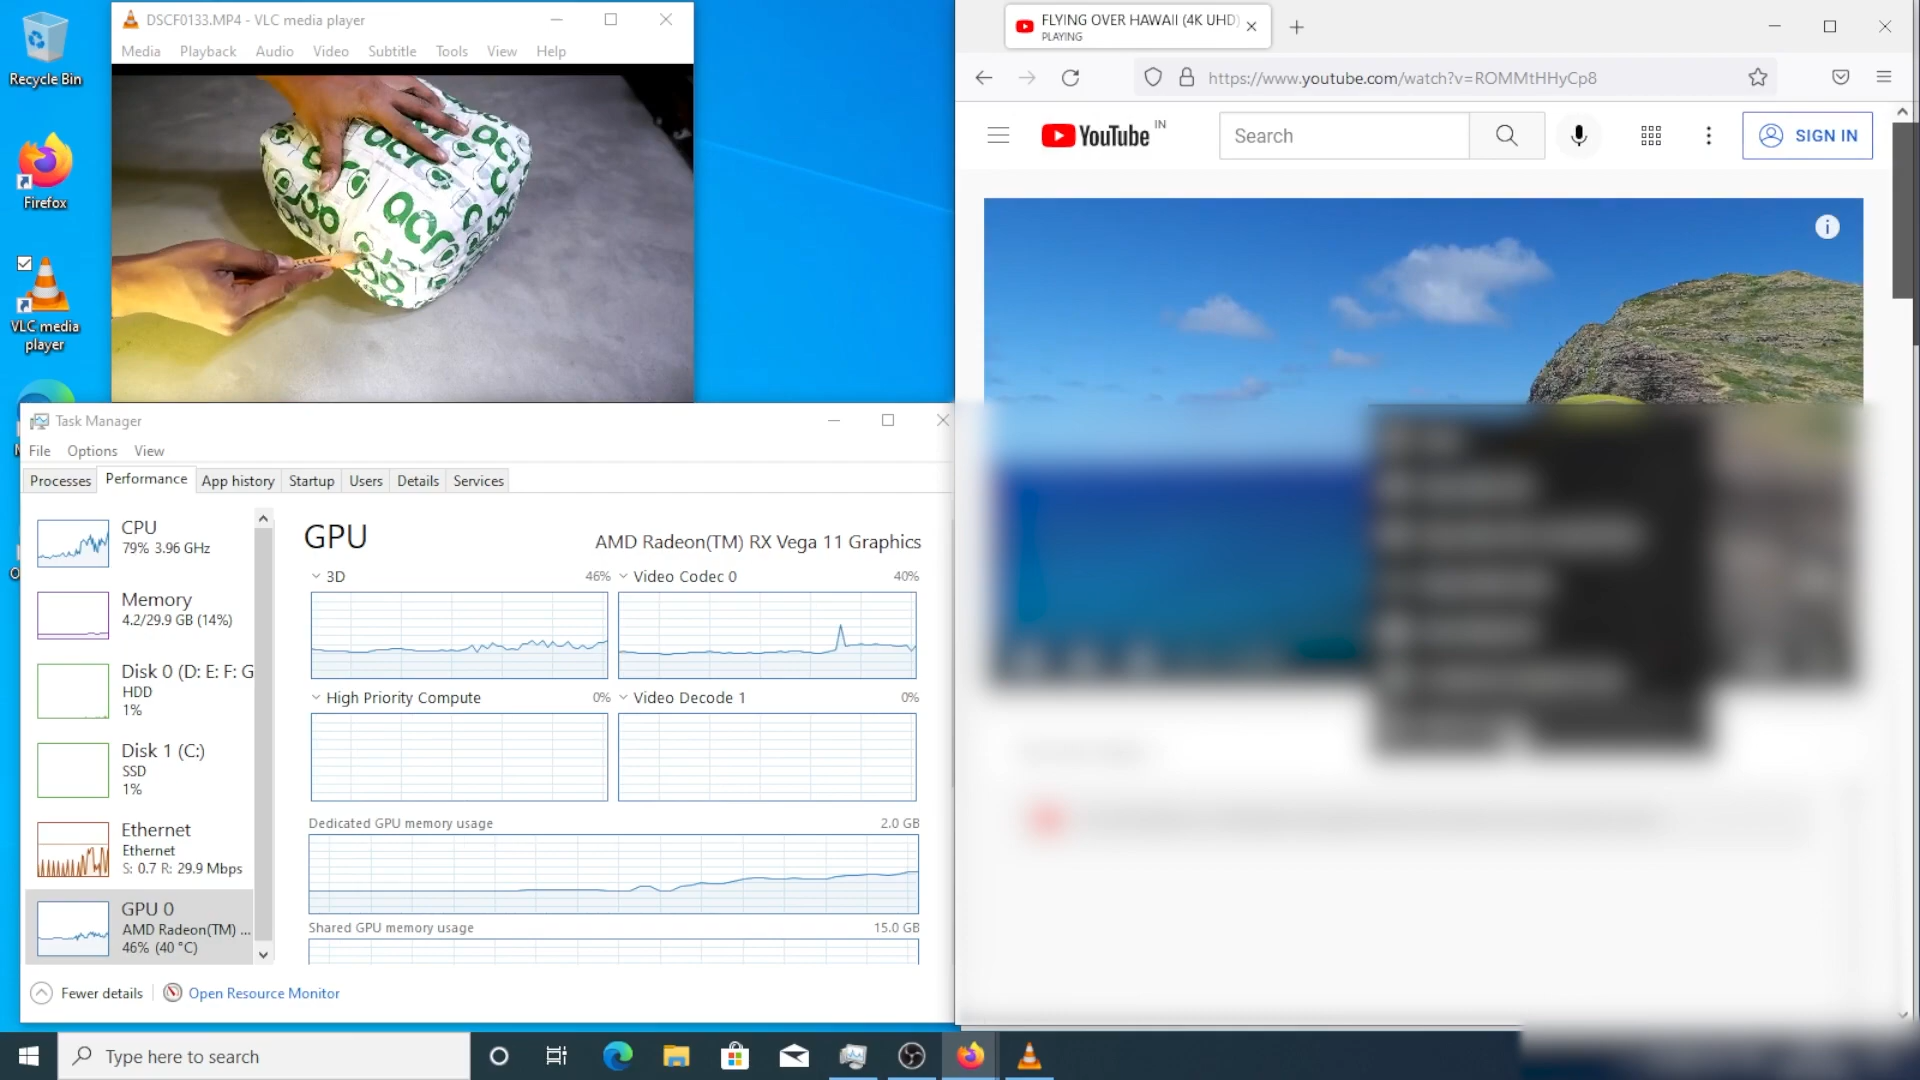 Recycle Bin
Firefox
VLC media
player
DSCF0133.MP4 - VLC media player
Media Playback Audio Video Subtitle Tools View Help
acro
Task Manager
File Options View
Processes Performance App history Startup Users Details Services
CPU
79% 3.96 GHz
Memory
4.2/29.9 GB (14%)
Disk 0 (D: E: F: G
HDD
1%
Disk 1 (C:)
SSD
1%
Ethernet
Ethernet
S: 0.7 R: 29.9 Mbps
GPU 0
AMD Radeon(TM) ...
46% (40 °C)
GPU
AMD Radeon(TM) RX Vega 11 Graphics
3D 46%
Video Codec 0 40%
High Priority Compute 0%
Video Decode 1 0%
Dedicated GPU memory usage 2.0 GB
Shared GPU memory usage 15.0 GB
Fewer details
Open Resource Monitor
FLYING OVER HAWAII (4K UHD)
PLAYING
https://www.youtube.com/watch?v=ROMMtHHyCp8
YouTube IN
Search
SIGN IN
Type here to search